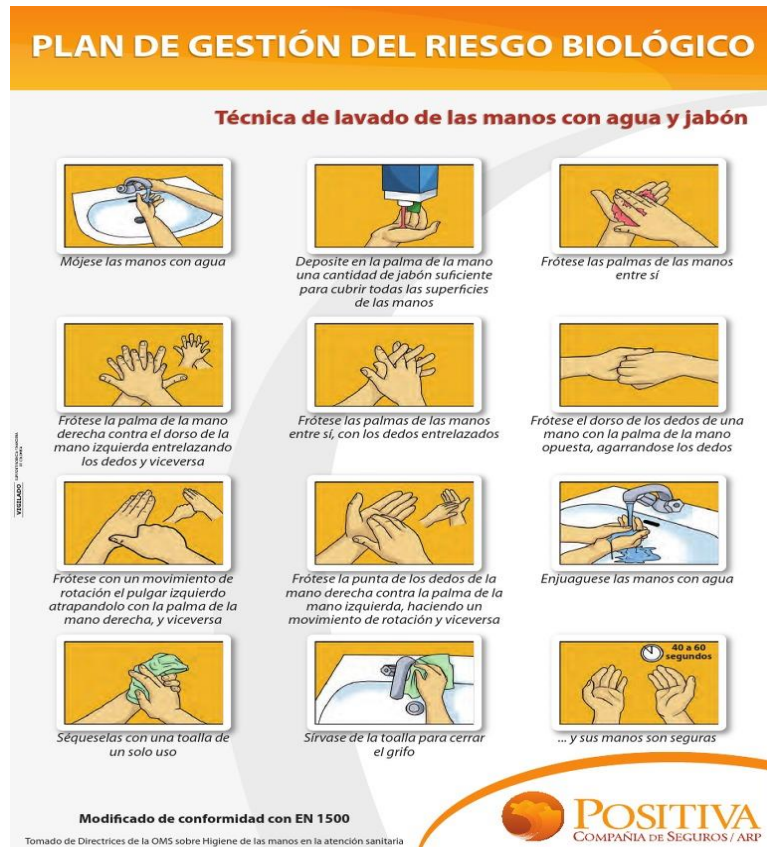 PLAN DE GESTIÓN DEL RIESGO BIOLÓGICO
Técnica de lavado de las manos con agua y jabón
Mójese las manos con agua
Deposite en la palma de la mano
una cantidad de jabón suficiente
para cubrir todas las superficies
de las manos
Frótese las palmas de las manos
entre sí
Frótese la palma de la mano
derecha contra el dorso de la
mano izquierda entrelazando
los dedos y viceversa
Frótese las palmas de las manos
entre sí, con los dedos entrelazados
Frótese el dorso de los dedos de una
mano con la palma de la mano
opuesta, agarrandose los dedos
Frótese con un movimiento de
rotación el pulgar izquierdo
atrapandolo con la palma de la
mano derecha, y viceversa
Frótese la punta de los dedos de la
mano derecha contra la palma de la
mano izquierda, haciendo un
movimiento de rotación y viceversa
Enjuaguese las manos con agua
Séqueselas con una toalla de
un solo uso
Sírvase de la toalla para cerrar
el grifo
40 a 60
segundos
... y sus manos son seguras
VIGILADO
Modificado de conformidad con EN 1500
Tomado de Directrices de la OMS sobre Higiene de las manos en la atención sanitaria
POSITIVA
COMPAÑIA DE SEGUROS / ARP